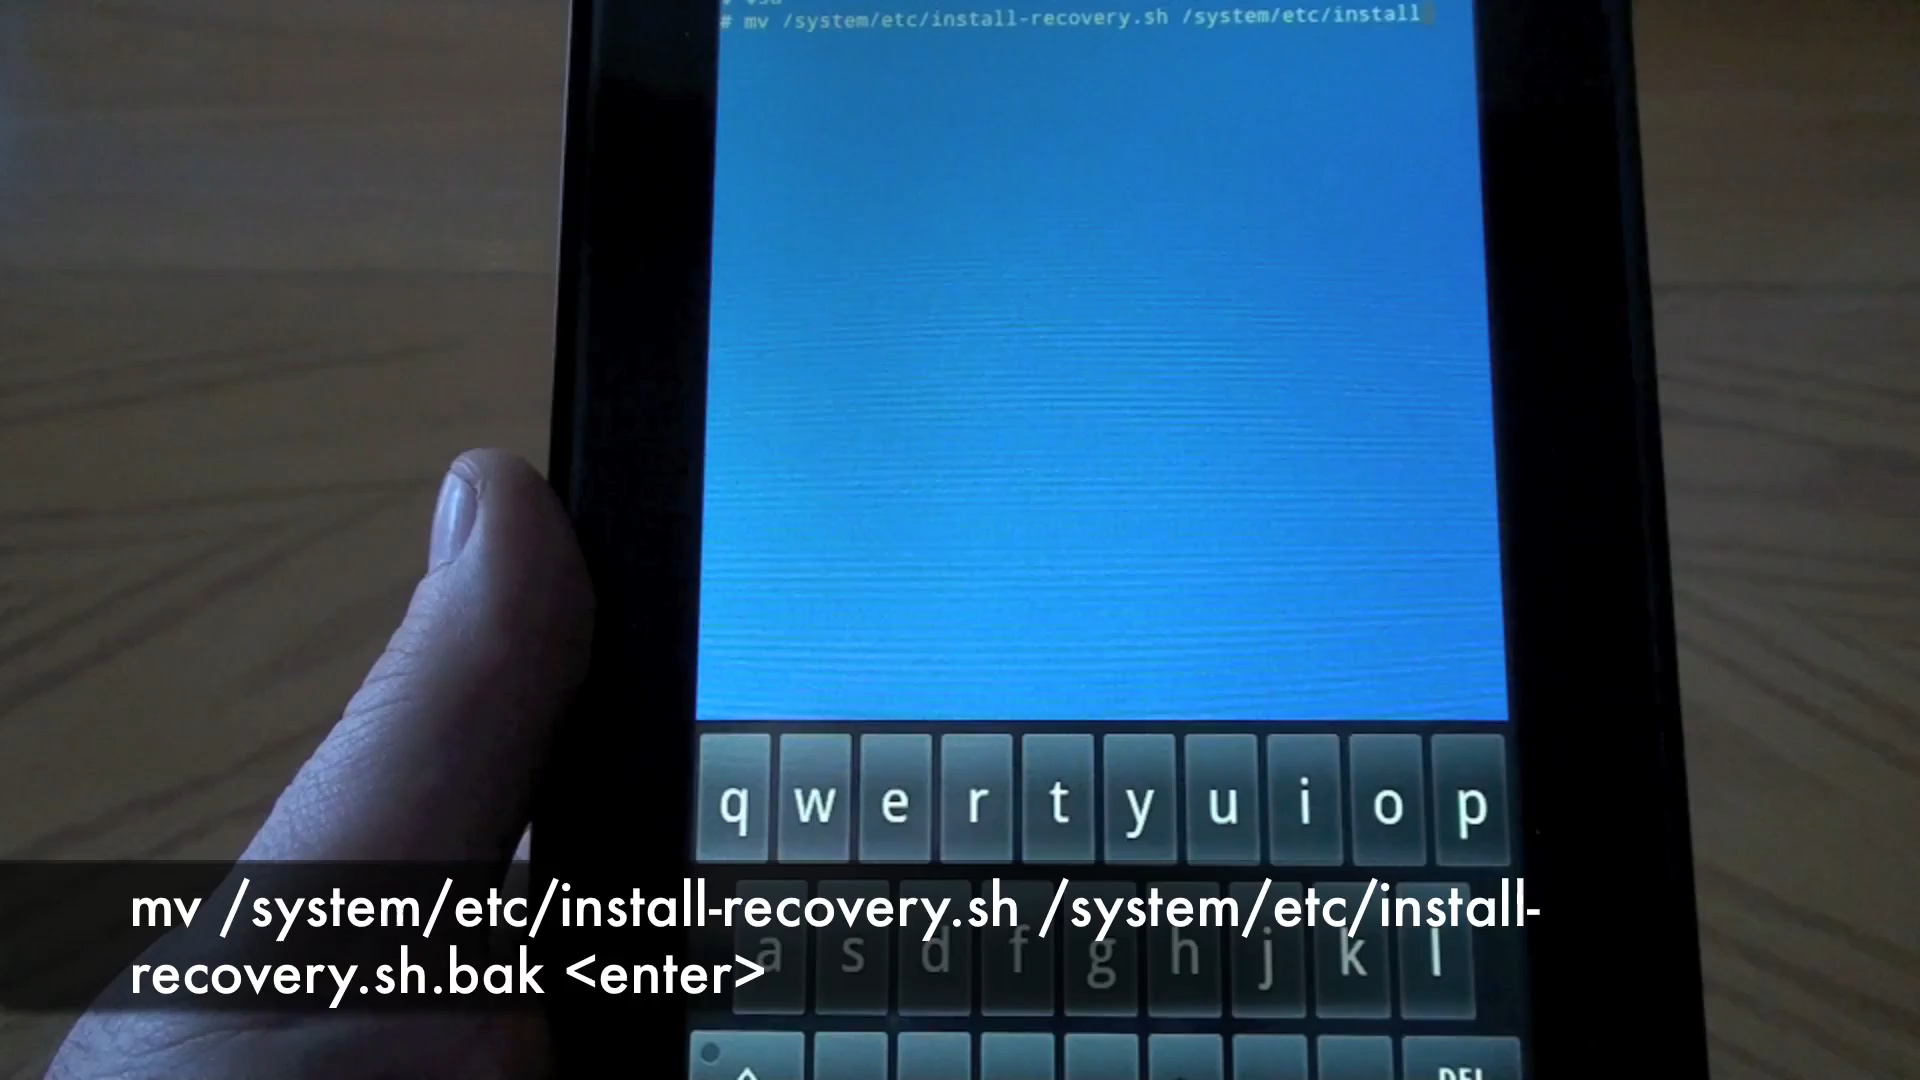 # mv /system/etc/install-recovery.sh /system/etc/install
q w e r t y u i o p
mv /system/etc/install-recovery.sh /system/etc/install-
recovery.sh.bak <enter>
a s d f g h j k l
DEL